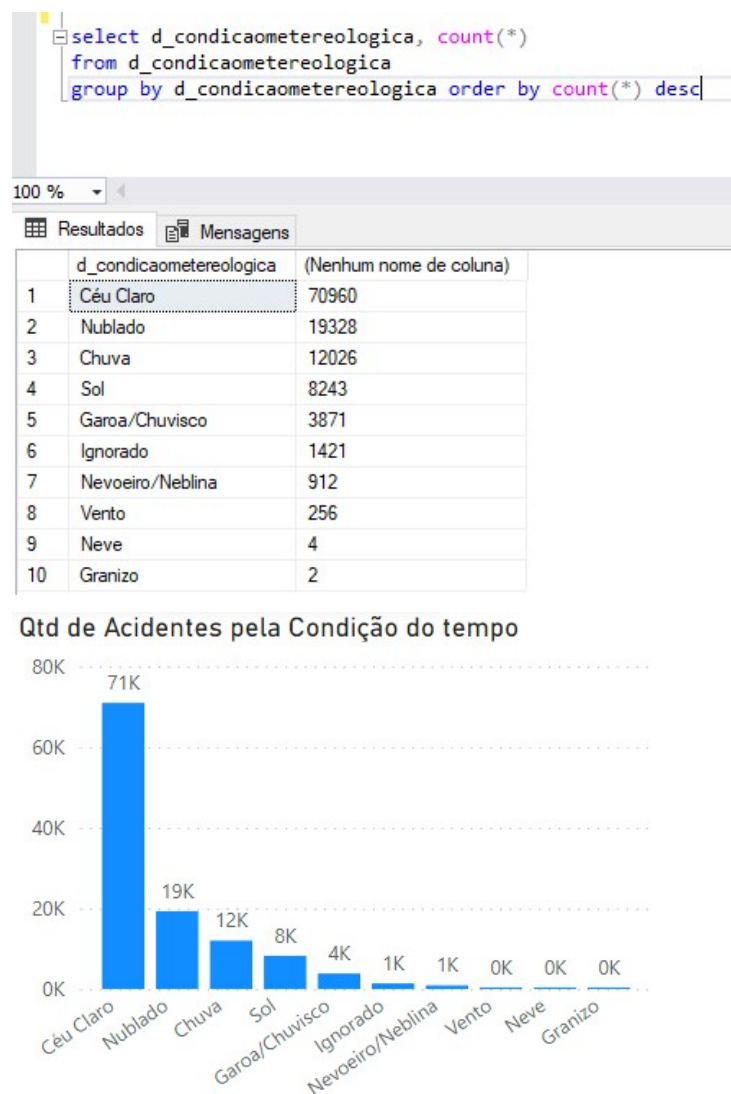 select d_condicaometereologica, count(*)
from d_condicaometereologica
group by d_condicaometereologica order by count(*) desc
100 %
Resultados Mensagens
d_condicaometereologica (Nenhum nome de coluna)
1 Céu Claro 70960
2 Nublado 19328
3 Chuva 12026
4 Sol 8243
5 Garoa/Chuvisco 3871
6 Ignorado 1421
7 Nevoeiro/Neblina 912
8 Vento 256
9 Neve 4
10 Granizo 2
Qtd de Acidentes pela Condição do tempo
80K
71K
60K
40K
20K
19K
12K
8K
4K
1K
1K
0K
0K
0K
0K
Céu Claro
Nublado
Chuva
Sol
Garoa/Chuvisco
Ignorado
Nevoeiro/Neblina
Vento
Neve
Granizo